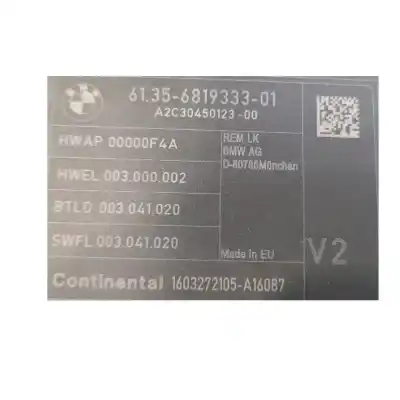 BMW
61.35-6819333-01
A2C30450123-00
HWAP 00000F4A
HWEL 003.000.002
BTLD 003.041.020
SWFL 003.041.020
REM LK
BMW AG
D-80788München
Made in EU
V2
Continental 1603272105-A16087